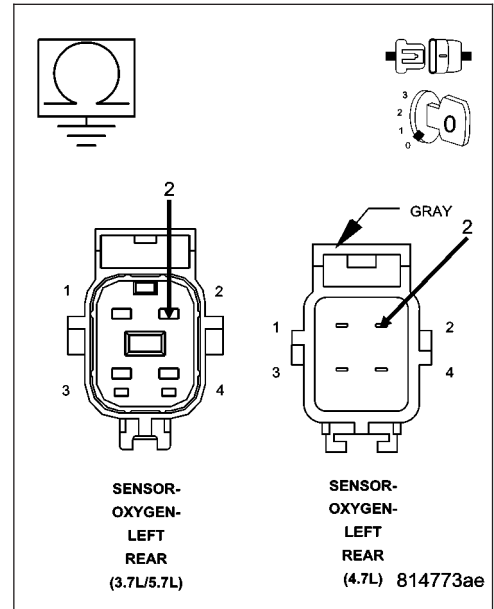 3
2
1
0
0
2
GRAY
2
1
2
3
4
1
2
3
4
SENSOR-
OXYGEN-
LEFT
REAR
(3.7L/5.7L)
SENSOR-
OXYGEN-
LEFT
REAR
(4.7L)
814773ae